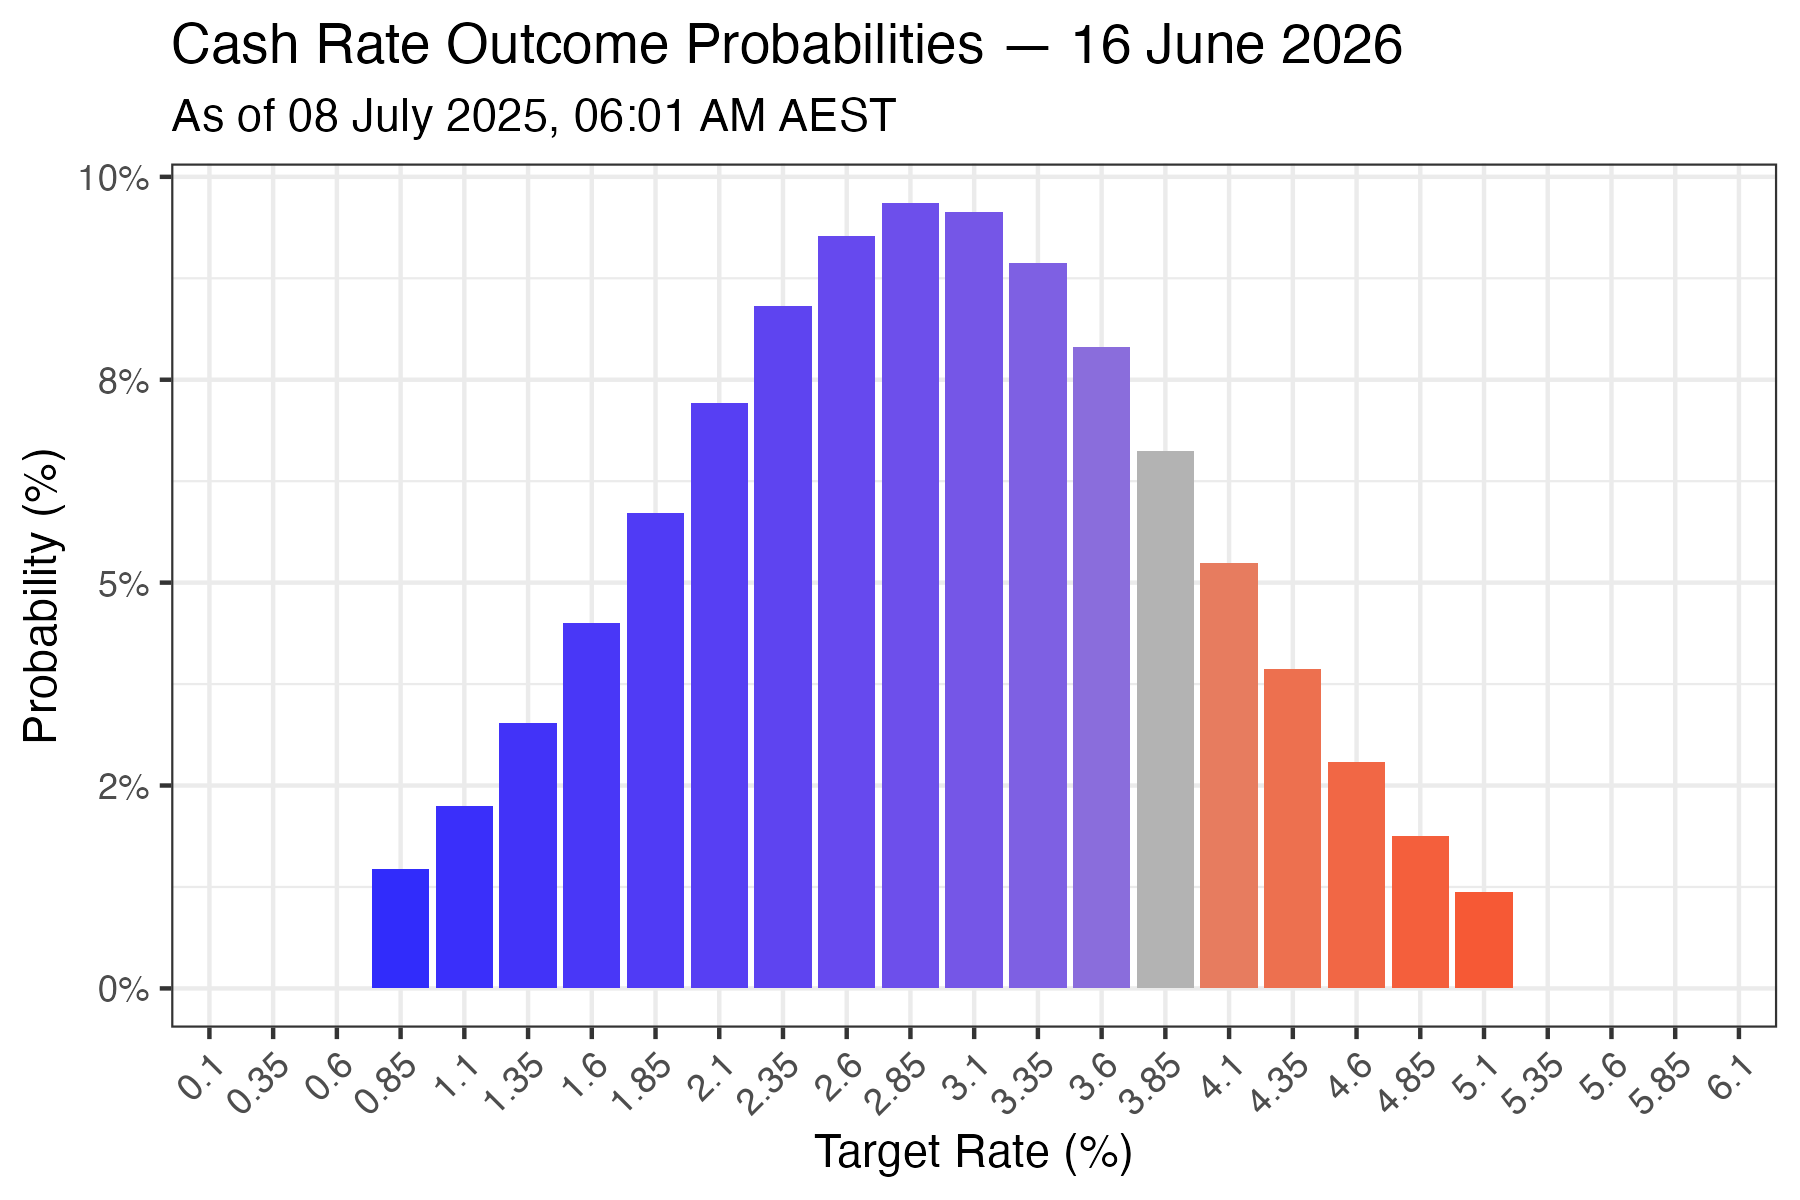 Cash Rate Outcome Probabilities — 16 June 2026
As of 08 July 2025, 06:01 AM AEST
Probability (%)
10%
8%
5%
2%
0%
0.1 0.35 0.6 0.85 1.1 1.35 1.6 1.85 2.1 2.35 2.6 2.85 3.1 3.35 3.6 3.85 4.1 4.35 4.6 4.85 5.1 5.35 5.6 5.85 6.1
Target Rate (%)